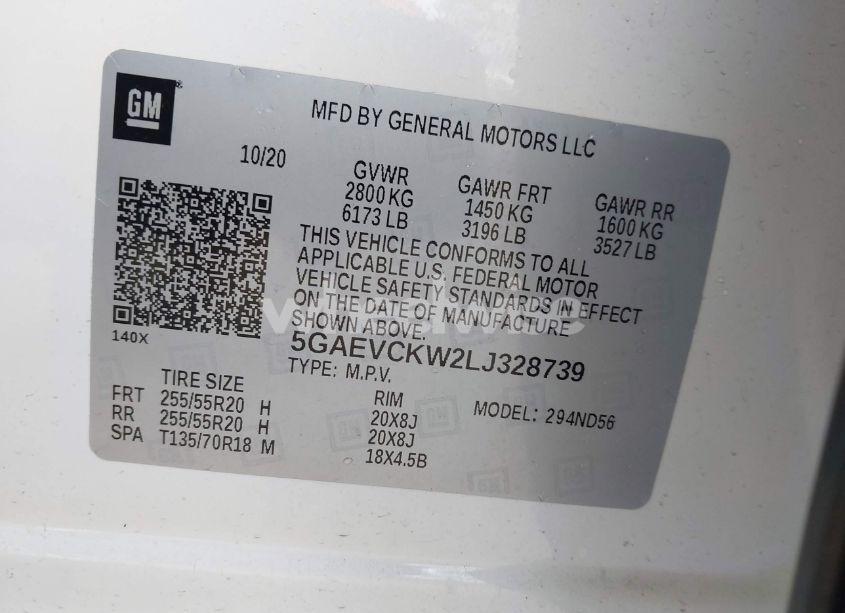 GM
MFD BY GENERAL MOTORS LLC
10/20
GVWR
2800 KG
6173 LB
GAWR FRT
1450 KG
3196 LB
GAWR RR
1600 KG
3527 LB
THIS VEHICLE CONFORMS TO ALL
APPLICABLE U.S. FEDERAL MOTOR
VEHICLE SAFETY STANDARDS IN EFFECT
ON THE DATE OF MANUFACTURE
SHOWN ABOVE.
140X
5GAEVCKW2LJ328739
TYPE: M.P.V.
TIRE SIZE
FRT 255/55R20 H
RR 255/55R20 H
SPA T135/70R18 M
RIM
20X8J
20X8J
18X4.5B
MODEL: 294ND56